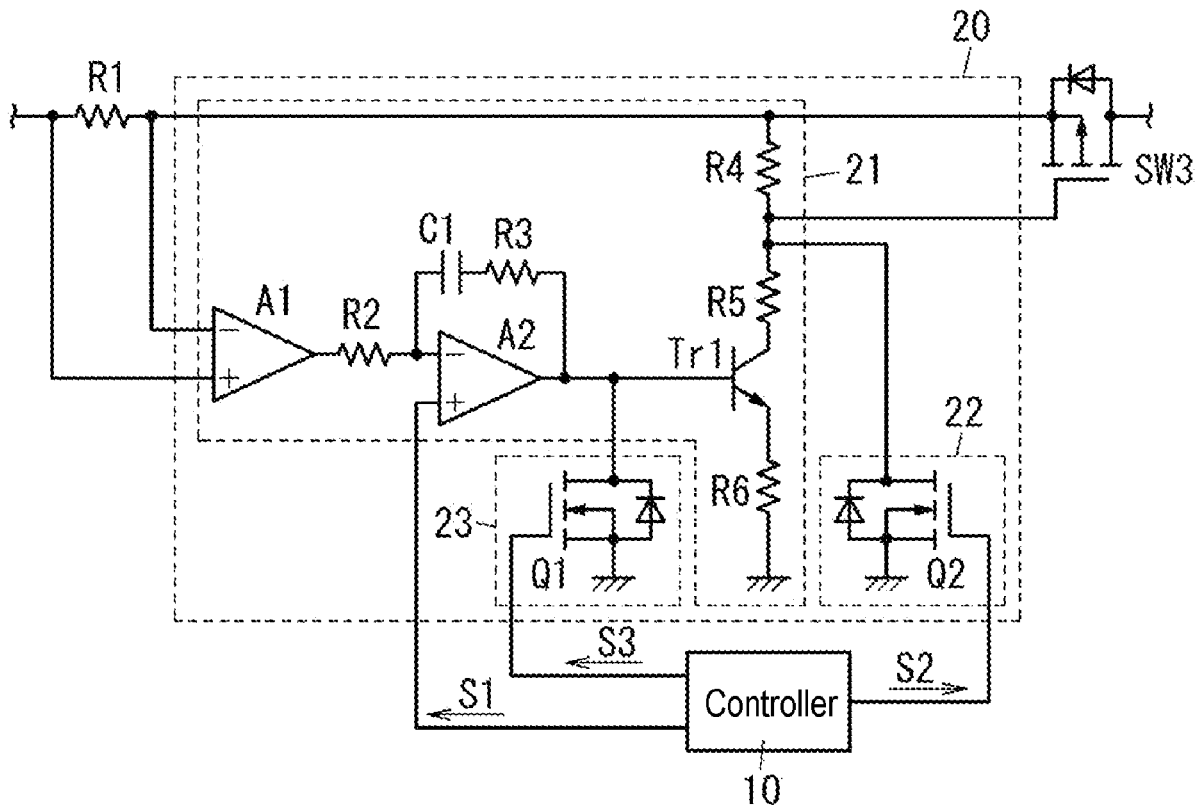 20
R1
SW3
R4
21
C1
R3
A1
R2
A2
R5
Tr1
22
R6
23
Q1
Q2
S3
S2
S1
Controller
10